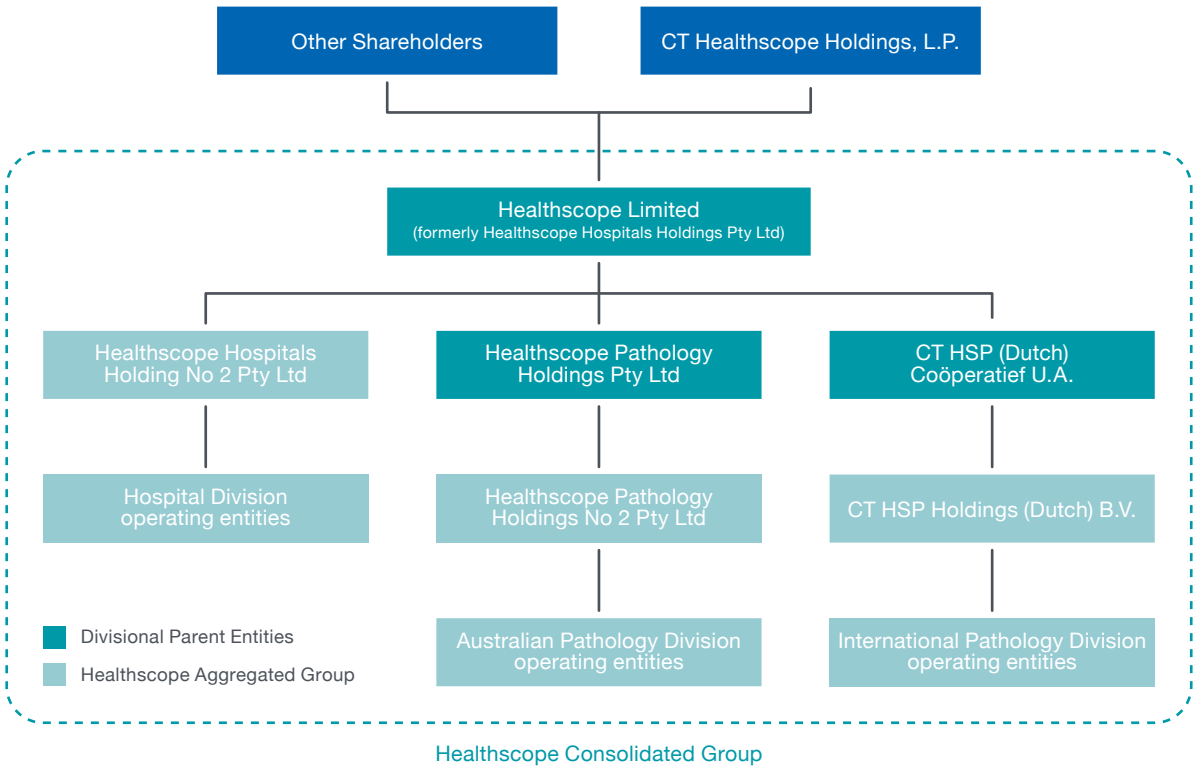 Other Shareholders
CT Healthscope Holdings, L.P.
Healthscope Limited
(formerly Healthscope Hospitals Holdings Pty Ltd)
Healthscope Hospitals
Holding No 2 Pty Ltd
Healthscope Pathology
Holdings Pty Ltd
CT HSP (Dutch)
Coöperatief U.A.
Hospital Division
operating entities
Healthscope Pathology
Holdings No 2 Pty Ltd
CT HSP Holdings (Dutch) B.V.
Australian Pathology Division
operating entities
International Pathology Division
operating entities
Divisional Parent Entities
Healthscope Aggregated Group
Healthscope Consolidated Group